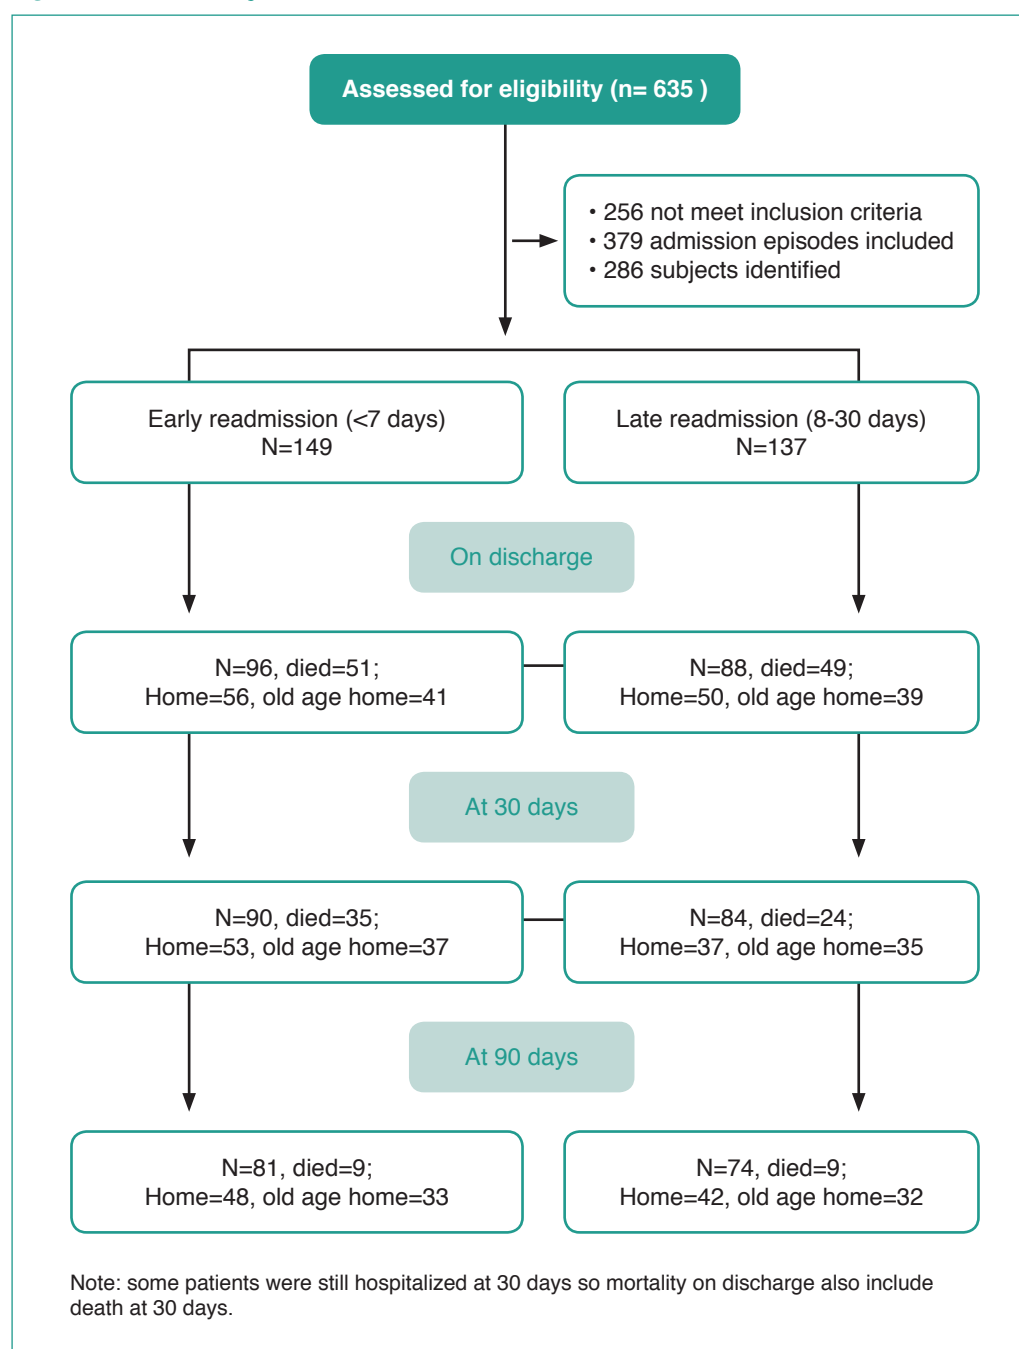 Assessed for eligibility (n= 635 )
• 256 not meet inclusion criteria
• 379 admission episodes included
• 286 subjects identified
Early readmission (<7 days)
N=149
Late readmission (8-30 days)
N=137
On discharge
N=96, died=51;
Home=56, old age home=41
N=88, died=49;
Home=50, old age home=39
At 30 days
N=90, died=35;
Home=53, old age home=37
N=84, died=24;
Home=37, old age home=35
At 90 days
N=81, died=9;
Home=48, old age home=33
N=74, died=9;
Home=42, old age home=32
Note: some patients were still hospitalized at 30 days so mortality on discharge also include
death at 30 days.